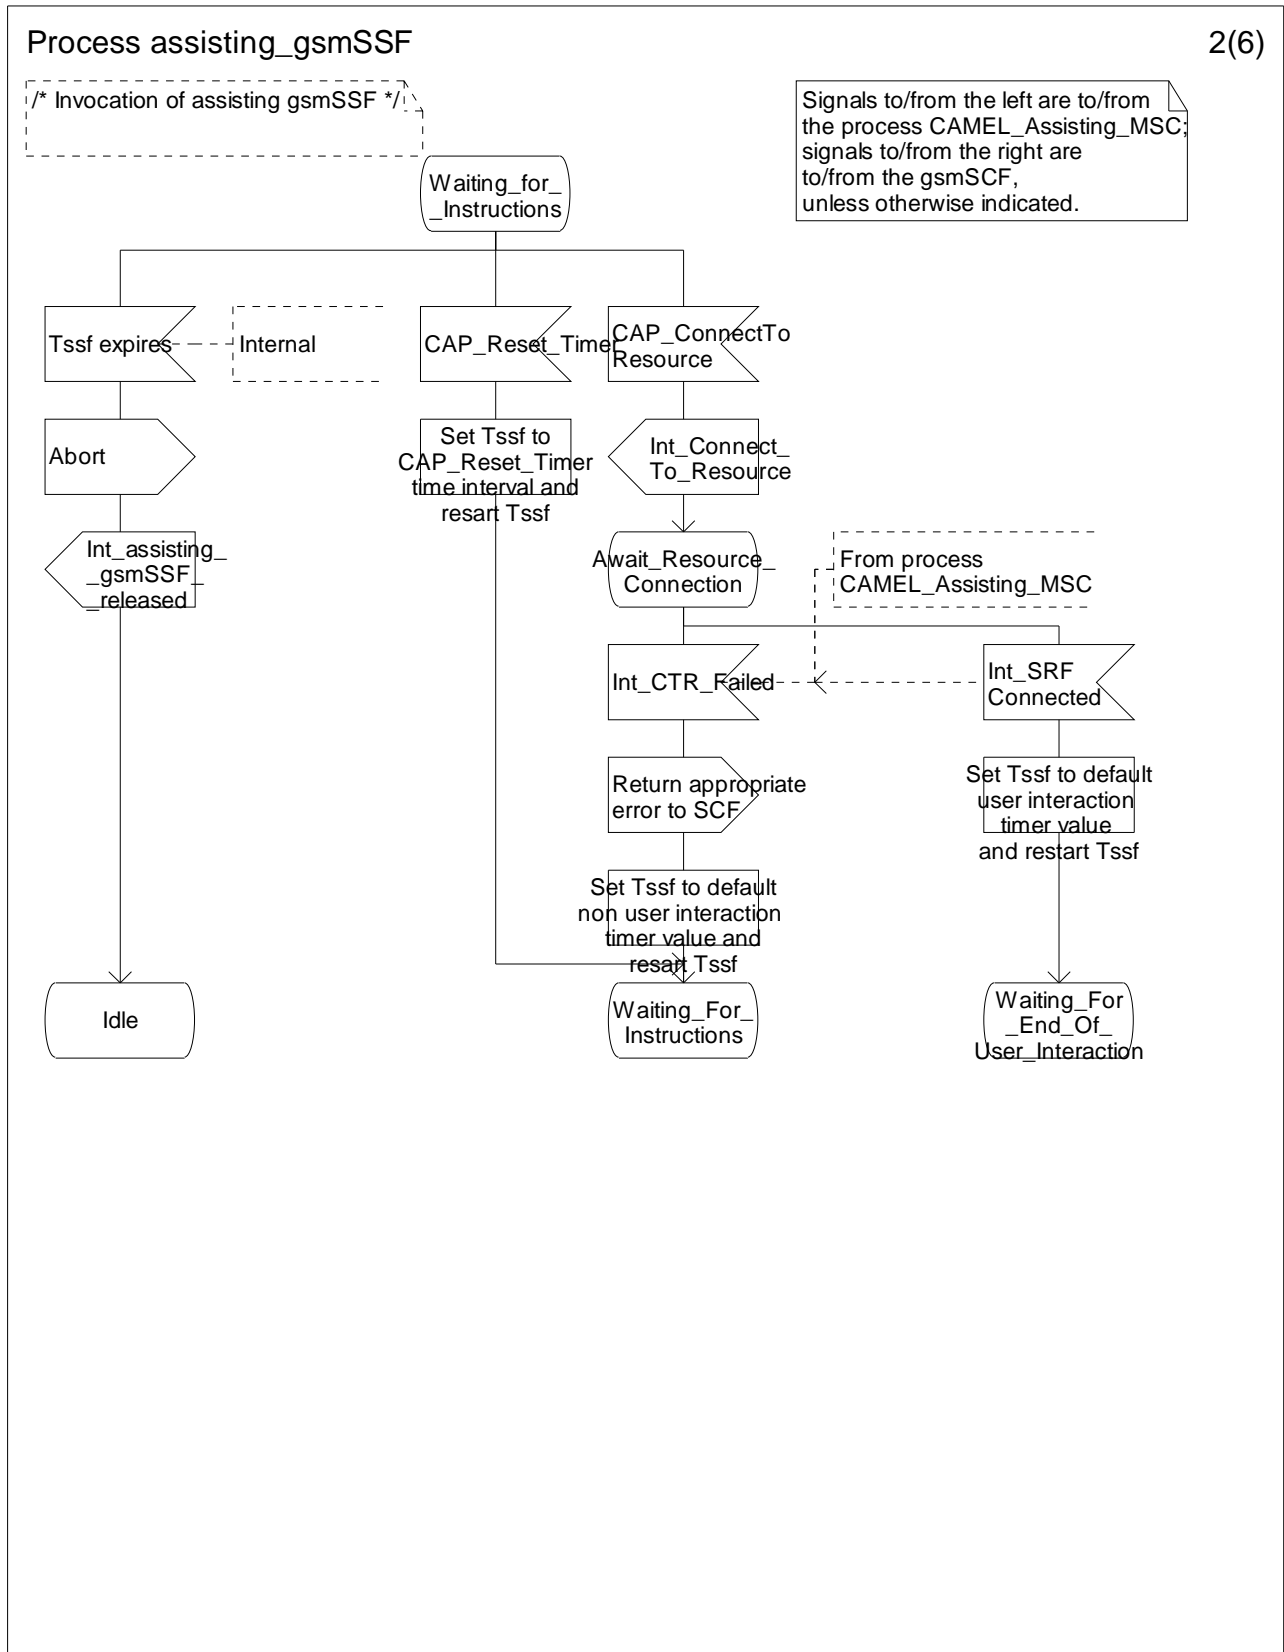 Process assisting_gsmSSF
2(6)
/* Invocation of assisting gsmSSF */
Signals to/from the left are to/from
the process CAMEL_Assisting_MSC;
signals to/from the right are
to/from the gsmSCF,
unless otherwise indicated.
Waiting_for_
_Instructions
Tssf expires
Internal
CAP_Reset_Timer
CAP_ConnectTo
Resource
Abort
Set Tssf to
CAP_Reset_Timer
time interval and
resart Tssf
Int_Connect_
To_Resource
Int_assisting_
_gsmSSF_
_released
Await_Resource_
Connection
From process
CAMEL_Assisting_MSC
Int_CTR_Failed
Int_SRF
Connected
Return appropriate
error to SCF
Set Tssf to default
user interaction
timer value
and restart Tssf
Set Tssf to default
non user interaction
timer value and
resart Tssf
Idle
Waiting_For_
Instructions
Waiting_For
_End_Of_
User_Interaction